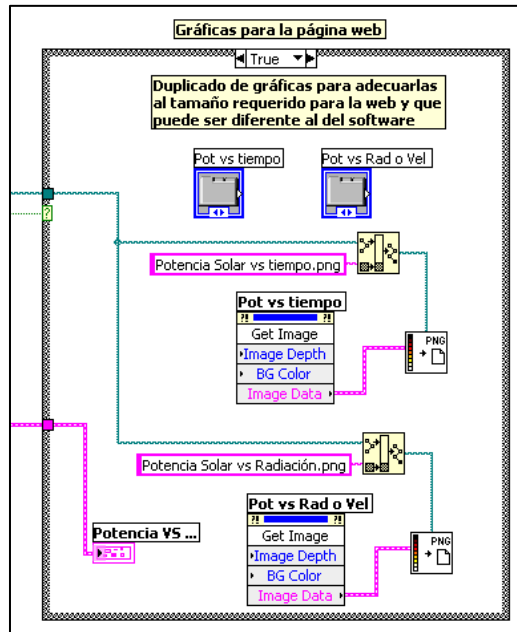 Gráficas para la página web
True
Duplicado de gráficas para adecuarlas
al tamaño requerido para la web y que
puede ser diferente al del software
Pot vs tiempo
Pot vs Rad o Vel
?
Potencia Solar vs tiempo.png
Pot vs tiempo
?! ?!
Get Image
Image Depth
BG Color
Image Data
PNG
Potencia Solar vs Radiación.png
Pot vs Rad o Vel
?! ?!
Get Image
Image Depth
BG Color
Image Data
PNG
Potencia VS ...